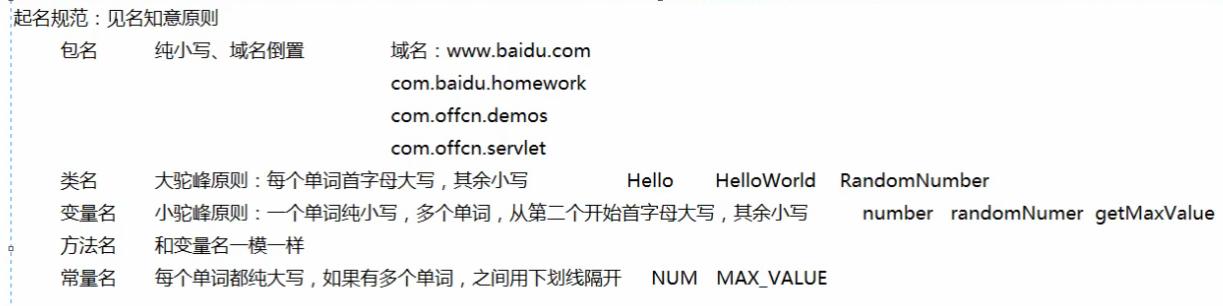 起名规范：见名知意原则
包名 纯小写、域名倒置 域名：www.baidu.com
com.baidu.homework
com.offcn.demos
com.offcn.servlet
类名 大驼峰原则：每个单词首字母大写，其余小写 Hello HelloWorld RandomNumber
变量名 小驼峰原则：一个单词纯小写，多个单词，从第二个开始首字母大写，其余小写 number randomNumer getMaxValue
方法名 和变量名一模一样
常量名 每个单词都纯大写，如果有多个单词，之间用下划线隔开 NUM MAX_VALUE